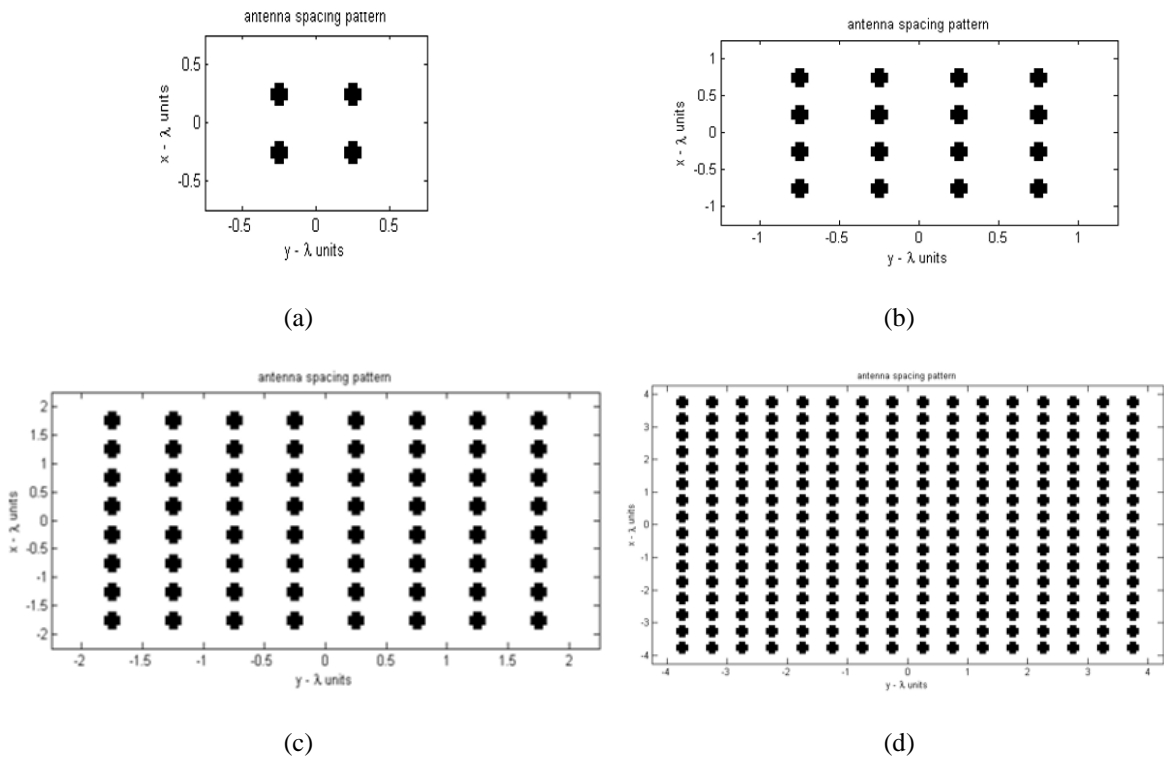 antenna spacing pattern
0.5
0
-0.5
x - λ units
-0.5 0 0.5
y - λ units
(a)
antenna spacing pattern
1
0.5
0
-0.5
-1
x - λ units
-1 -0.5 0 0.5 1
y - λ units
(b)
antenna spacing pattern
2
1.5
1
0.5
0
-0.5
-1
-1.5
-2
x - λ units
-2 -1.5 -1 -0.5 0 0.5 1 1.5 2
y - λ units
(c)
antenna spacing pattern
4
3
2
1
0
-1
-2
-3
-4
x - λ units
-4 -3 -2 -1 0 1 2 3 4
y - λ units
(d)